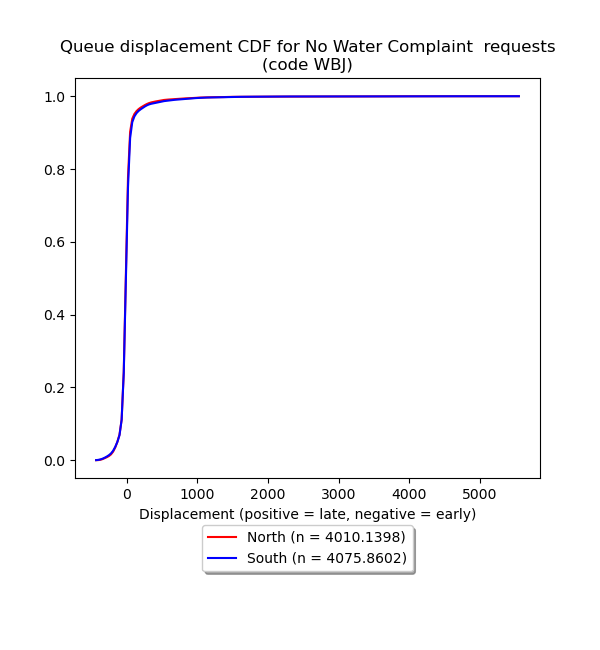 Queue displacement CDF for No Water Complaint  requests
(code WBJ)
1.0
0.8
0.6
0.4
0.2
0.0
0 1000 2000 3000 4000 5000
Displacement (positive = late, negative = early)
North (n = 4010.1398)
South (n = 4075.8602)